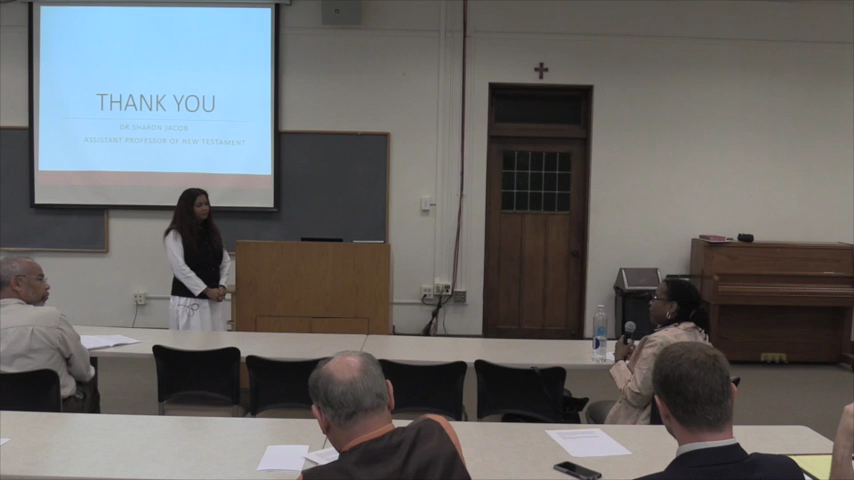 THANK YOU
DR SHARON JACOB
ASSISTANT PROFESSOR OF NEW TESTAMENT